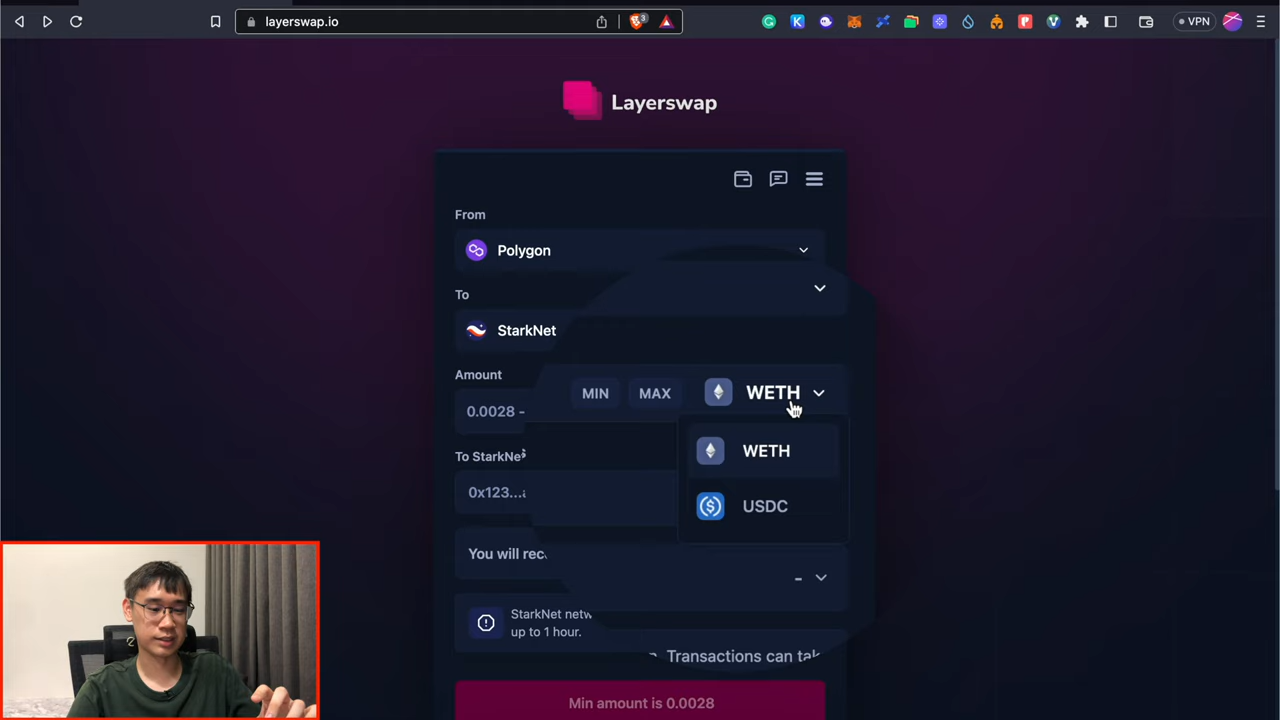 layerswap.io
3
VPN
Layerswap
From
Polygon
To
StarkNet
Amount
0.0028 -
MIN
MAX
WETH
WETH
USDC
To StarkNe
0x123...
You will rec
-
StarkNet netw
up to 1 hour.
Transactions can tak
Min amount is 0.0028